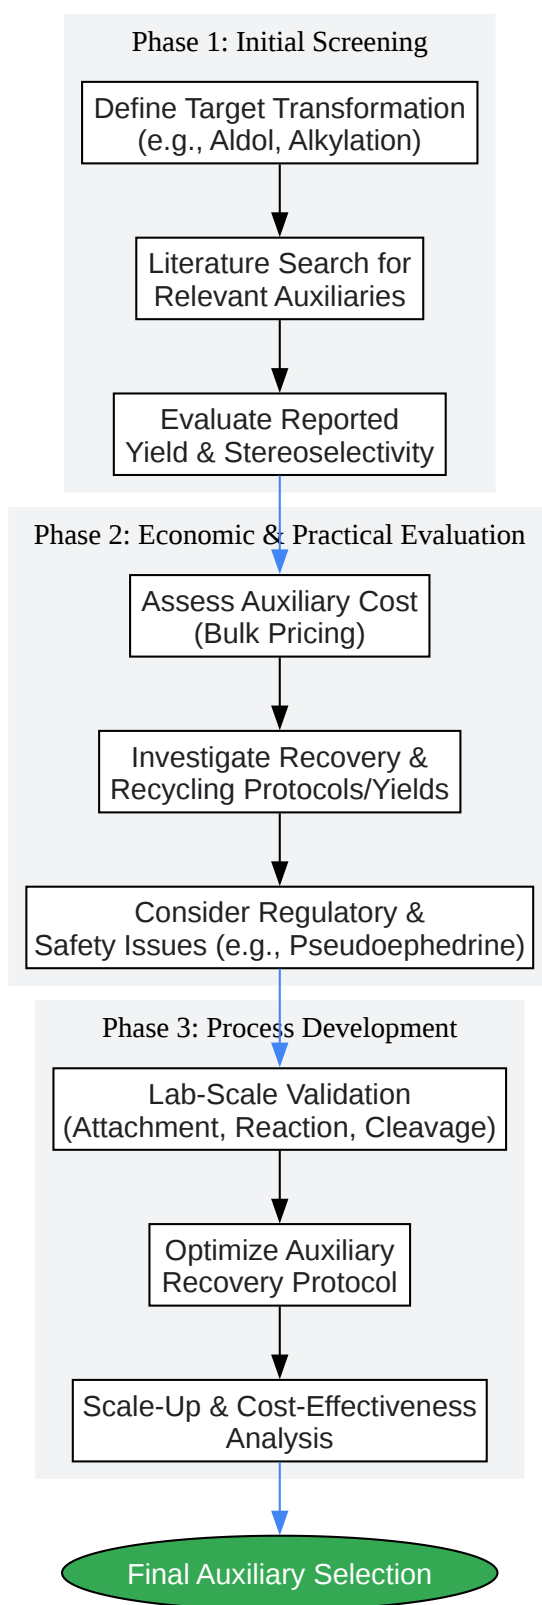 Phase 1: Initial Screening
Define Target Transformation
(e.g., Aldol, Alkylation)
Literature Search for
Relevant Auxiliaries
Evaluate Reported
Yield & Stereoselectivity
Phase 2: Economic & Practical Evaluation
Assess Auxiliary Cost
(Bulk Pricing)
Investigate Recovery &
Recycling Protocols/Yields
Consider Regulatory &
Safety Issues (e.g., Pseudoephedrine)
Phase 3: Process Development
Lab-Scale Validation
(Attachment, Reaction, Cleavage)
Optimize Auxiliary
Recovery Protocol
Scale-Up & Cost-Effectiveness
Analysis
Final Auxiliary Selection